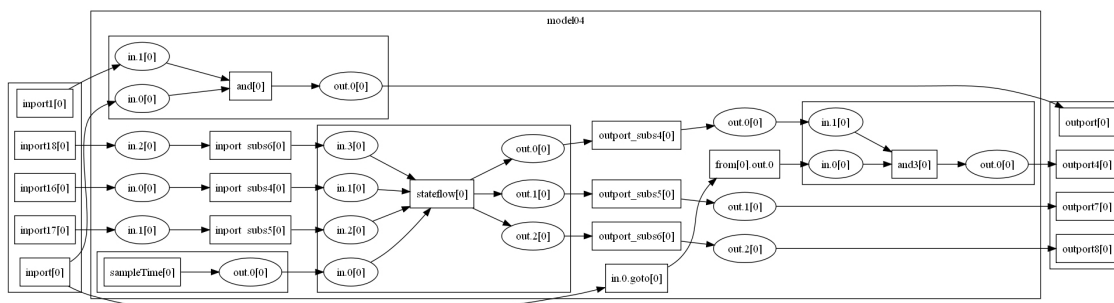 model04
in.1[0]
in.0[0]
and[0]
out.0[0]
inport1[0]
inport18[0]
inport16[0]
inport17[0]
inport[0]
in.2[0]
in.0[0]
in.1[0]
inport_subs6[0]
inport_subs4[0]
inport_subs5[0]
sampleTime[0]
out.0[0]
in.3[0]
in.1[0]
in.2[0]
in.0[0]
stateflow[0]
out.0[0]
out.1[0]
out.2[0]
outport_subs4[0]
outport_subs5[0]
outport_subs6[0]
in.0.goto[0]
out.0[0]
from[0].out.0
out.1[0]
out.2[0]
in.1[0]
in.0[0]
and3[0]
out.0[0]
outport[0]
outport4[0]
outport7[0]
outport8[0]